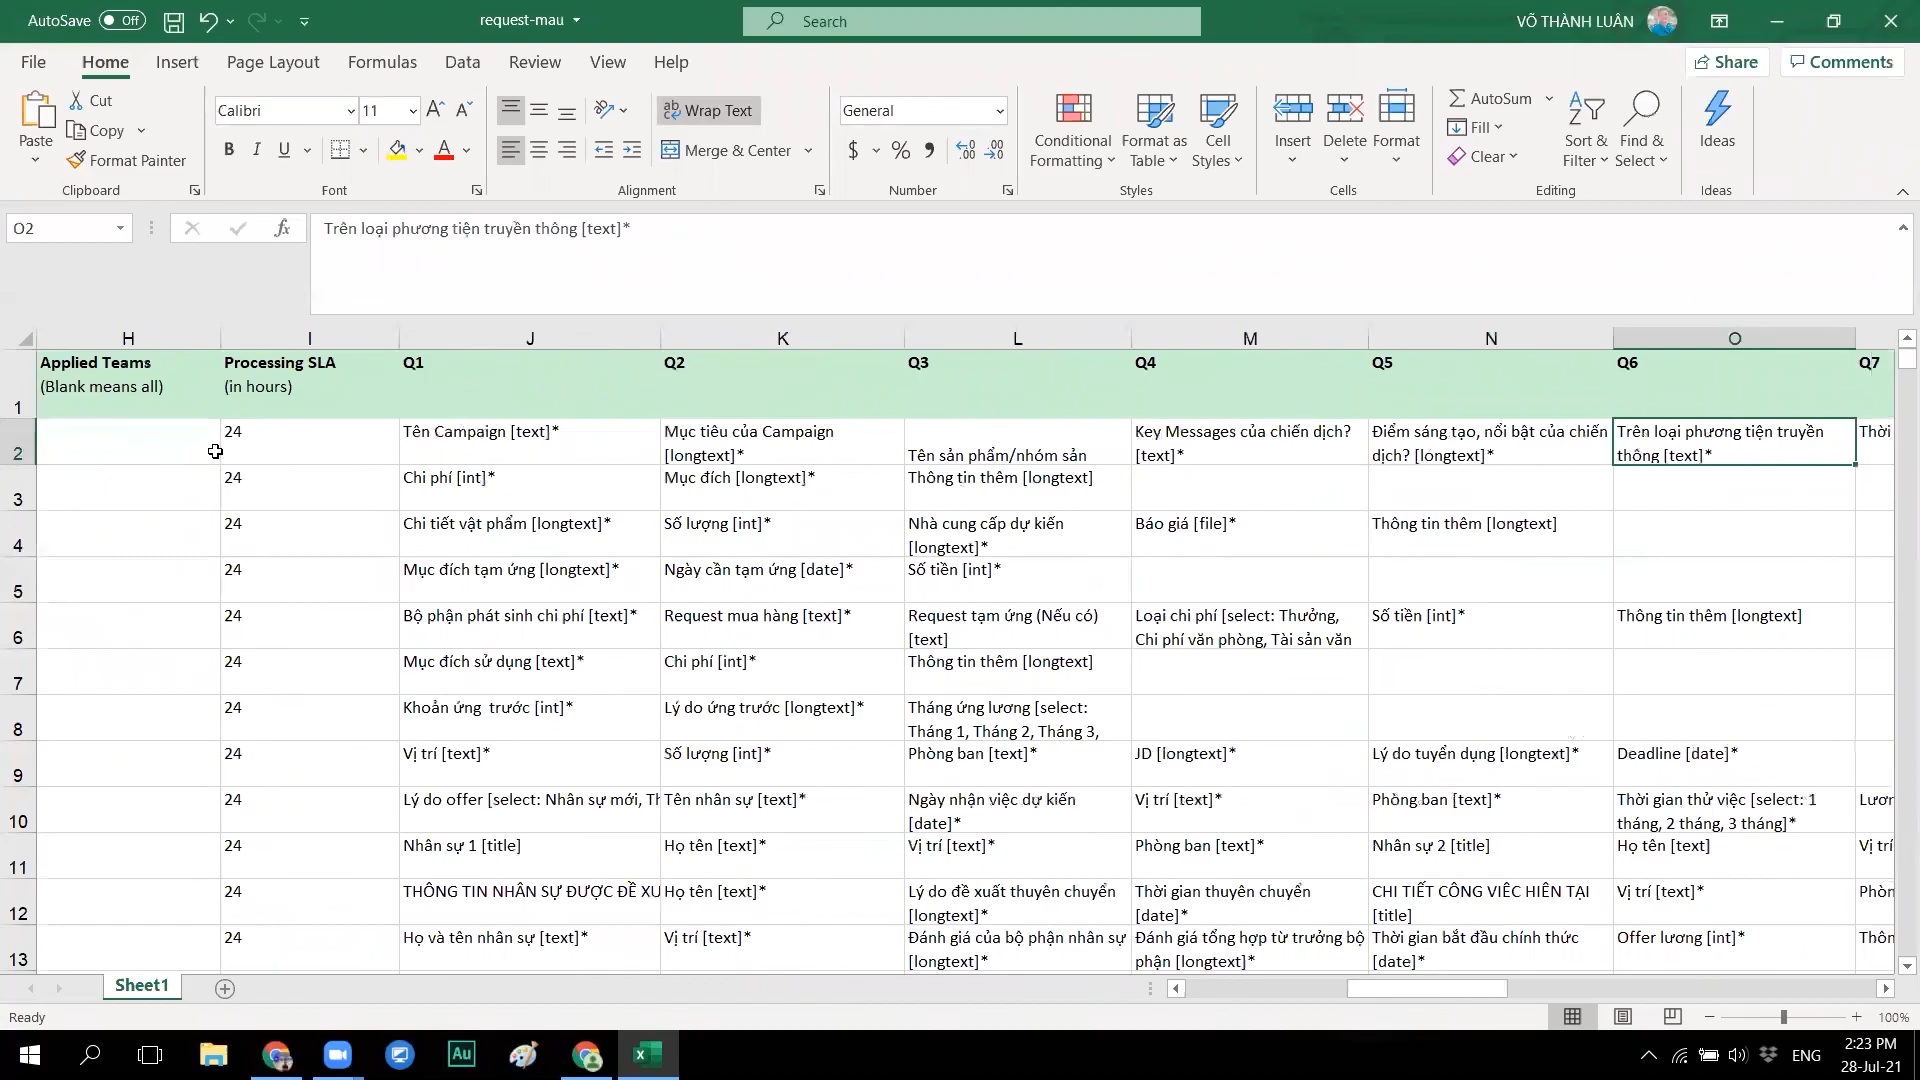 AutoSave Off request-mau Search VÕ THÀNH LUÂN
File Home Insert Page Layout Formulas Data Review View Help Share Comments
Paste Cut Copy Format Painter Clipboard
Calibri 11 B I U A Font
Wrap Text Merge & Center Alignment
General $ % Number
Conditional Formatting Format as Table Cell Styles Styles
Insert Delete Format Cells
AutoSum Fill Clear Sort & Filter Find & Select Editing
Ideas Ideas
O2 fx Trên loại phương tiện truyền thông [text]*
H I J K L M N O
1 Applied Teams (Blank means all) Processing SLA (in hours) Q1 Q2 Q3 Q4 Q5 Q6 Q7
2 24 Tên Campaign [text]* Mục tiêu của Campaign [longtext]* Tên sản phẩm/nhóm sản Key Messages của chiến dịch? [text]* Điểm sáng tạo, nổi bật của chiến dịch? [longtext]* Trên loại phương tiện truyền thông [text]* Thời
3 24 Chi phí [int]* Mục đích [longtext]* Thông tin thêm [longtext]
4 24 Chi tiết vật phẩm [longtext]* Số lượng [int]* Nhà cung cấp dự kiến [longtext]* Báo giá [file]* Thông tin thêm [longtext]
5 24 Mục đích tạm ứng [longtext]* Ngày cần tạm ứng [date]* Số tiền [int]*
6 24 Bộ phận phát sinh chi phí [text]* Request mua hàng [text]* Request tạm ứng (Nếu có) [text] Loại chi phí [select: Thưởng, Chi phí văn phòng, Tài sản văn Số tiền [int]* Thông tin thêm [longtext]
7 24 Mục đích sử dụng [text]* Chi phí [int]* Thông tin thêm [longtext]
8 24 Khoản ứng  trước [int]* Lý do ứng trước [longtext]* Tháng ứng lương [select: Tháng 1, Tháng 2, Tháng 3,
9 24 Vị trí [text]* Số lượng [int]* Phòng ban [text]* JD [longtext]* Lý do tuyển dụng [longtext]* Deadline [date]*
10 24 Lý do offer [select: Nhân sự mới, Th Tên nhân sự [text]* Ngày nhận việc dự kiến [date]* Vị trí [text]* Phòng ban [text]* Thời gian thử việc [select: 1 tháng, 2 tháng, 3 tháng]* Lươn
11 24 Nhân sự 1 [title] Họ tên [text]* Vị trí [text]* Phòng ban [text]* Nhân sự 2 [title] Họ tên [text] Vị trí
12 24 THÔNG TIN NHÂN SỰ ĐƯỢC ĐỀ XU Họ tên [text]* Lý do đề xuất thuyên chuyển [longtext]* Thời gian thuyên chuyển [date]* CHI TIẾT CÔNG VIỆC HIỆN TẠI [title] Vị trí [text]* Phòn
13 24 Họ và tên nhân sự [text]* Vị trí [text]* Đánh giá của bộ phận nhân sự [longtext]* Đánh giá tổng hợp từ trưởng bộ phận [longtext]* Thời gian bắt đầu chính thức [date]* Offer lương [int]* Thôn
Sheet1
Ready 100%
Au ENG 2:23 PM
28-Jul-21